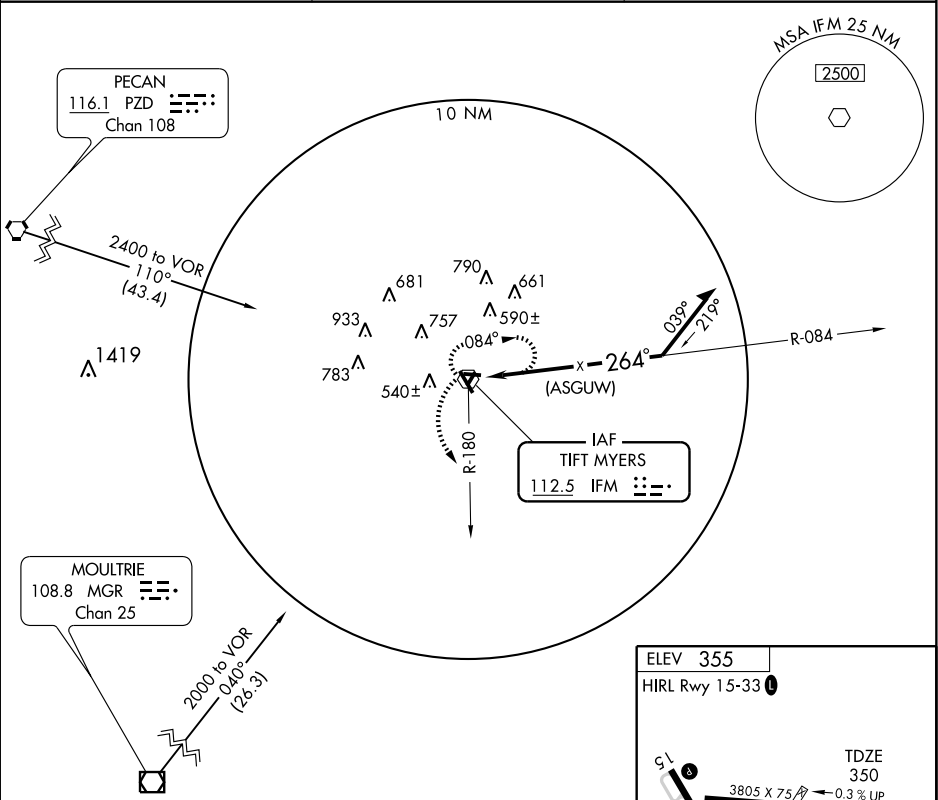 MSA IFM 25 NM
2500
PECAN
116.1 PZD
Chan 108
10 NM
2400 to VOR
110°
(43.4)
790
681
661
933
757
590±
084°
039°
219°
R-084
1419
783
540±
x
264°
(ASGUW)
R-180
IAF
TIFT MYERS
112.5 IFM
MOULTRIE
108.8 MGR
Chan 25
2000 to VOR
040°
(26.3)
ELEV 355
HIRL Rwy 15-33 L
15
P
TDZE
350
3805 X 75
0.3% UP